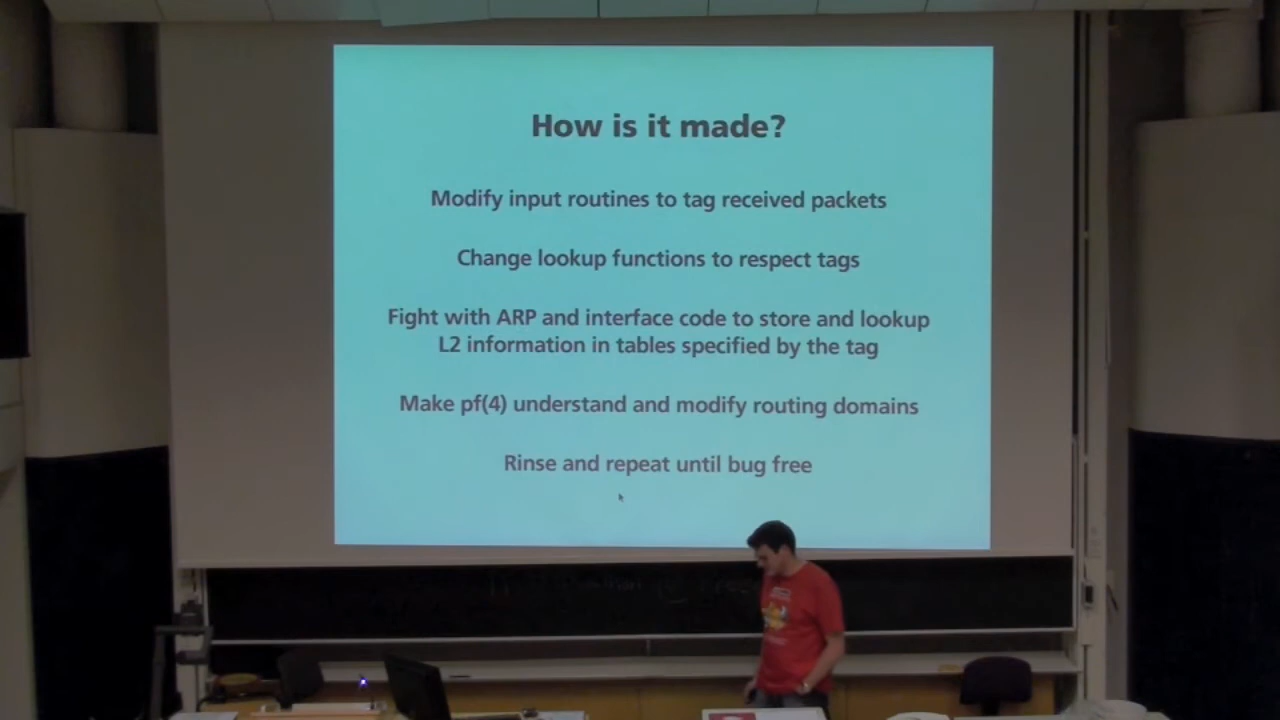 How is it made?
Modify input routines to tag received packets
Change lookup functions to respect tags
Fight with ARP and interface code to store and lookup
L2 information in tables specified by the tag
Make pf(4) understand and modify routing domains
Rinse and repeat until bug free